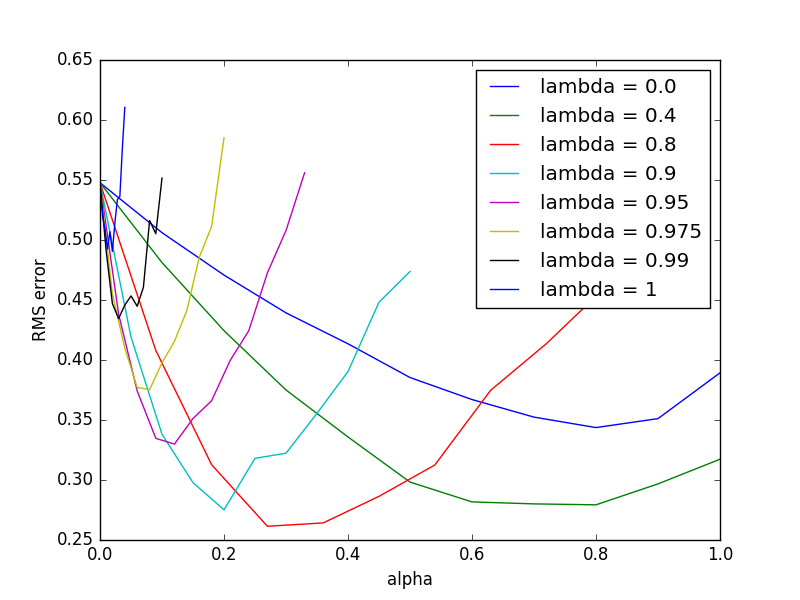 0.65
0.60
0.55
0.50
0.45
0.40
0.35
0.30
0.25
RMS error
lambda = 0.0
lambda = 0.4
lambda = 0.8
lambda = 0.9
lambda = 0.95
lambda = 0.975
lambda = 0.99
lambda = 1
0.0 0.2 0.4 0.6 0.8 1.0
alpha